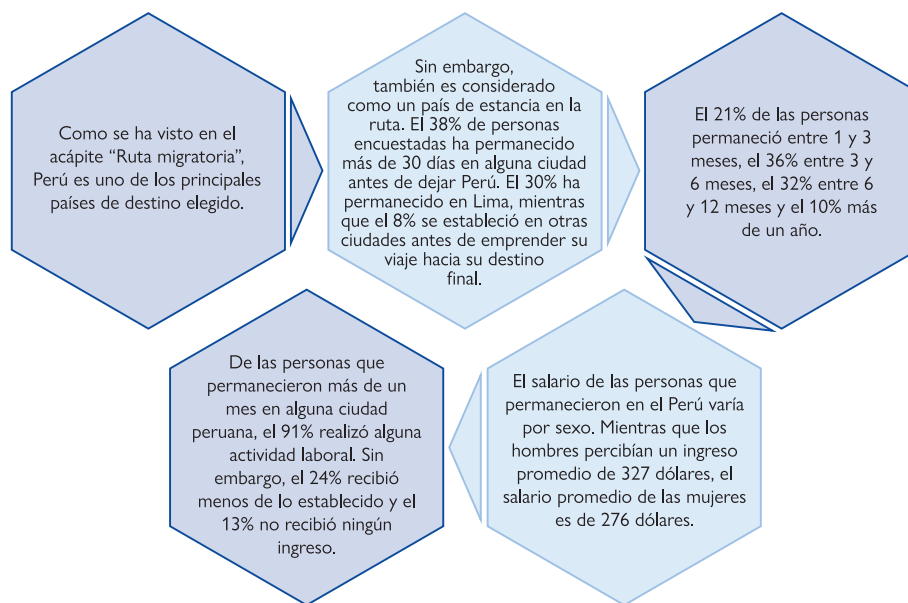 Como se ha visto en el
acápite “Ruta migratoria”,
Perú es uno de los principales
países de destino elegido.
Sin embargo,
también es considerado
como un país de estancia en la
ruta. El 38% de personas
encuestadas ha permanecido
más de 30 días en alguna ciudad
antes de dejar Perú. El 30% ha
permanecido en Lima, mientras
que el 8% se estableció en otras
ciudades antes de emprender su
viaje hacia su destino
final.
El 21% de las personas
permaneció entre 1 y 3
meses, el 36% entre 3 y
6 meses, el 32% entre 6
y 12 meses y el 10% más
de un año.
El salario de las personas que
permanecieron en el Perú varía
por sexo. Mientras que los
hombres percibían un ingreso
promedio de 327 dólares, el
salario promedio de las mujeres
es de 276 dólares.
De las personas que
permanecieron más de un
mes en alguna ciudad
peruana, el 91% realizó alguna
actividad laboral. Sin
embargo, el 24% recibió
menos de lo establecido y el
13% no recibió ningún
ingreso.